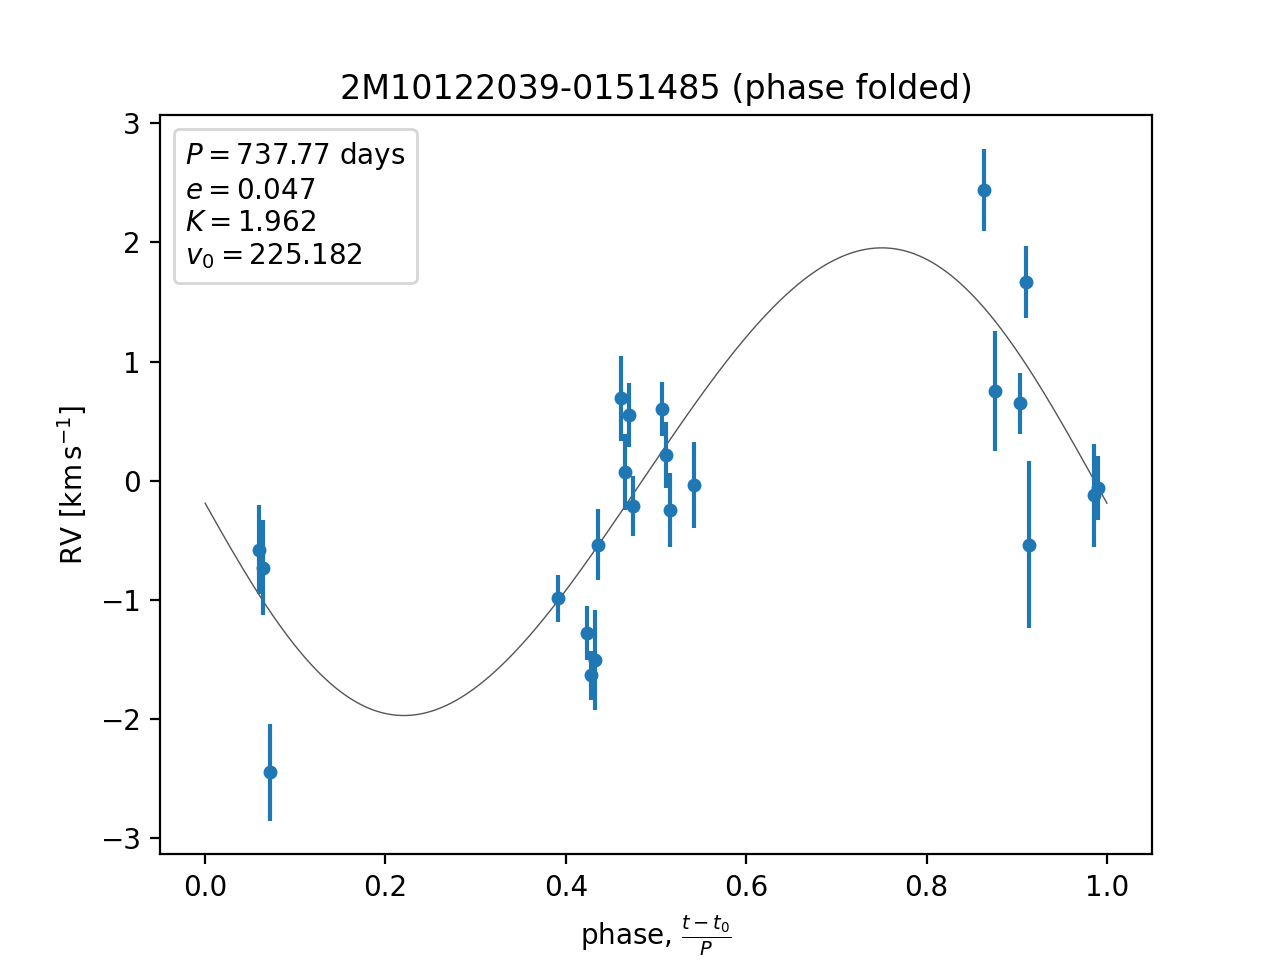 2M10122039-0151485 (phase folded)
P = 737.77 days
e = 0.047
K = 1.962
v₀ = 225.182
3
2
1
0
−1
−2
−3
RV [km s⁻¹]
0.0 0.2 0.4 0.6 0.8 1.0
phase, (t − t₀)/P